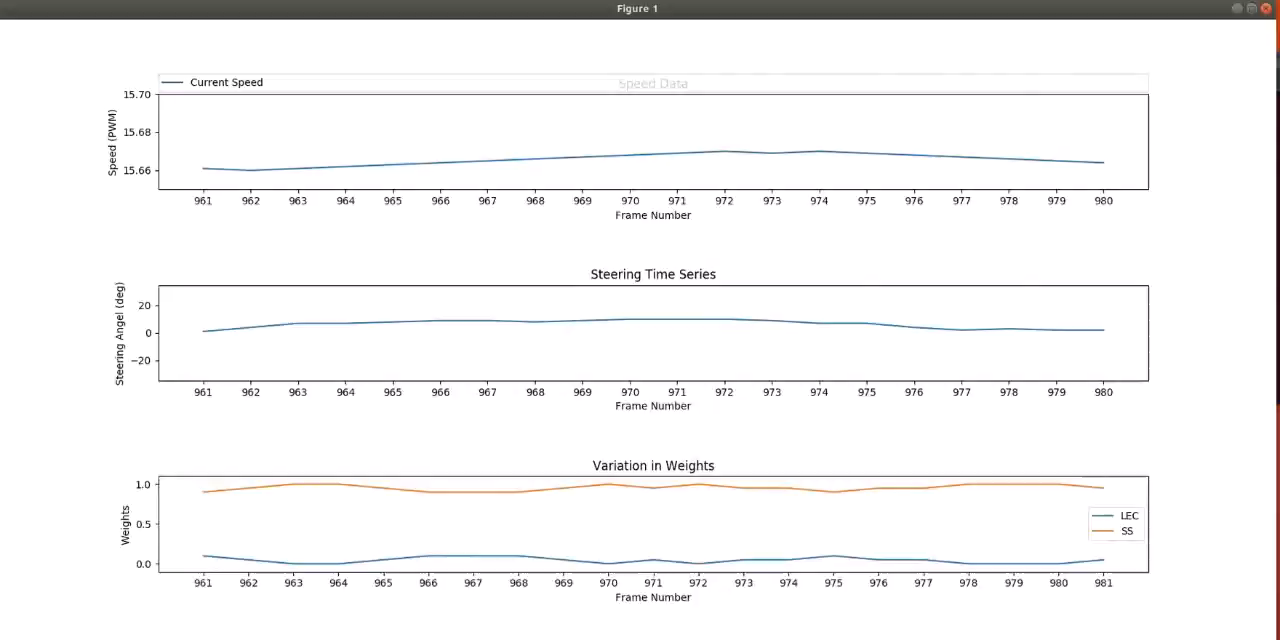 Figure 1
Current Speed
Speed Data
15.70
15.68
15.66
Speed (PWM)
961 962 963 964 965 966 967 968 969 970 971 972 973 974 975 976 977 978 979 980
Frame Number
Steering Time Series
20
0
−20
Steering Angel (deg)
961 962 963 964 965 966 967 968 969 970 971 972 973 974 975 976 977 978 979 980
Frame Number
Variation in Weights
1.0
0.5
0.0
Weights
LEC
SS
961 962 963 964 965 966 967 968 969 970 971 972 973 974 975 976 977 978 979 980 981
Frame Number